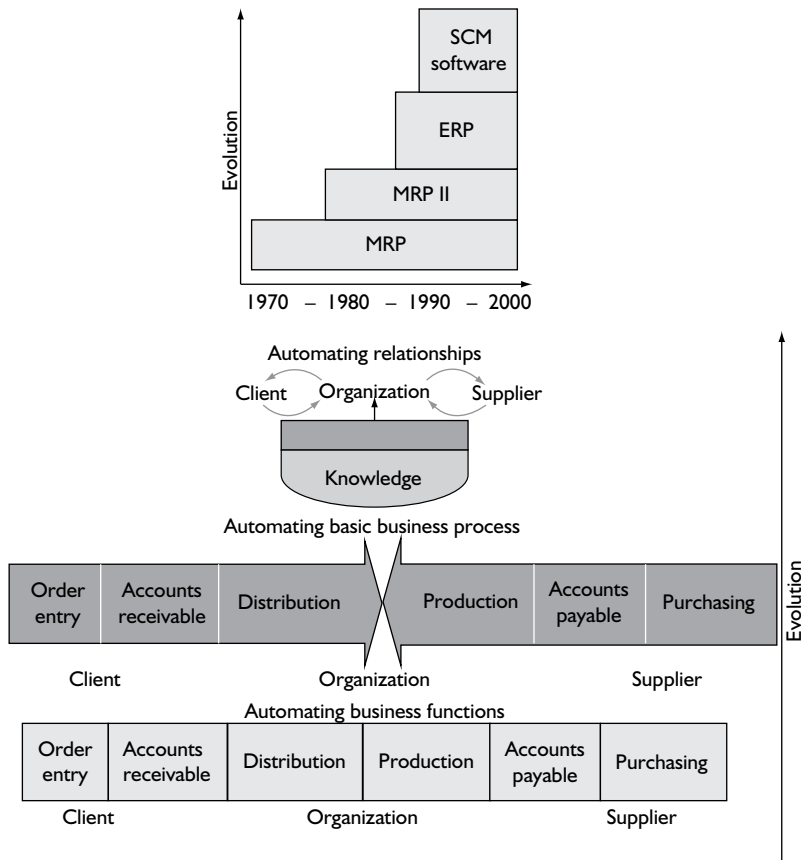 SCM
software
ERP
Evolution
MRP II
MRP
1970 – 1980 – 1990 – 2000
Automating relationships
Client Organization Supplier
Knowledge
Automating basic business process
Order
entry
Accounts
receivable
Distribution
Production
Accounts
payable
Purchasing
Evolution
Client Organization Supplier
Automating business functions
Order
entry
Accounts
receivable
Distribution
Production
Accounts
payable
Purchasing
Client Organization Supplier